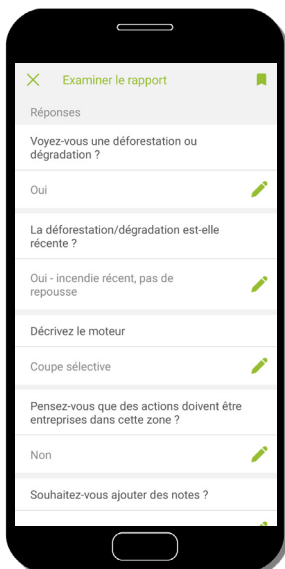 Examiner le rapport
Réponses
Voyez-vous une déforestation ou
dégradation ?
Oui
La déforestation/dégradation est-elle
récente ?
Oui - incendie récent, pas de
repousse
Décrivez le moteur
Coupe sélective
Pensez-vous que des actions doivent être
entreprises dans cette zone ?
Non
Souhaitez-vous ajouter des notes ?